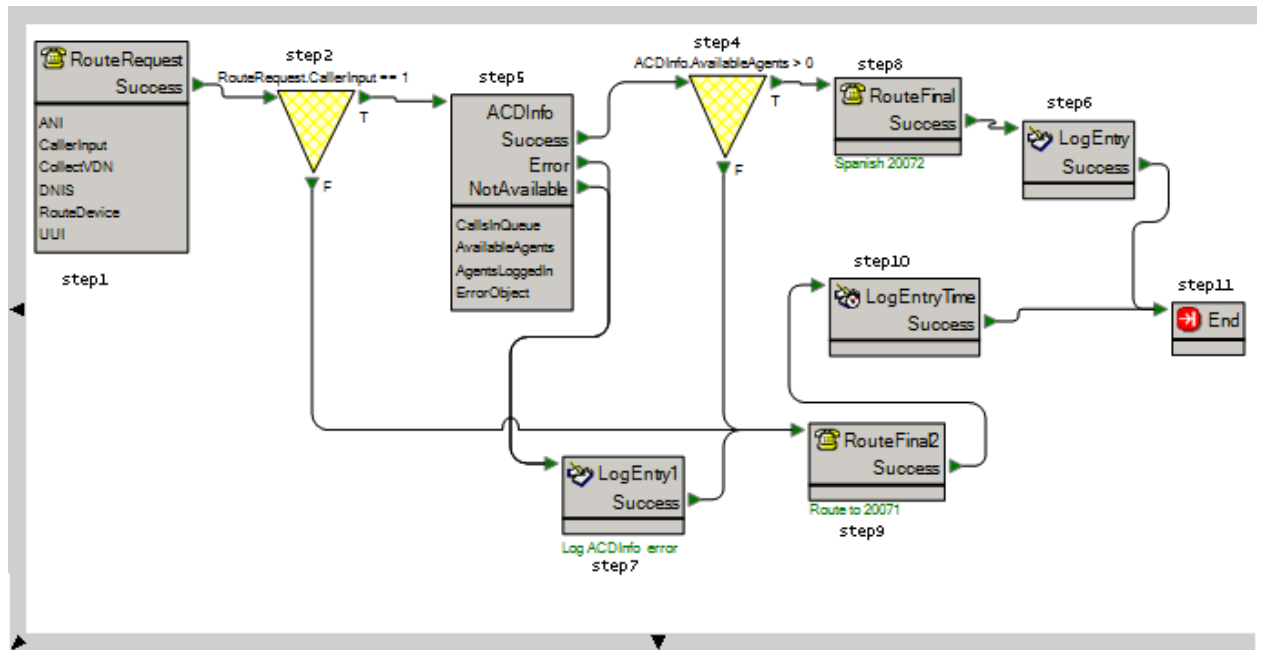 RouteRequest
Success
ANI
CallerInput
CollectVDN
DNIS
RouteDevice
UUI
step1
step2
RouteRequest.CallerInput == 1
T
F
step5
ACDInfo
Success
Error
NotAvailable
CallsInQueue
AvailableAgents
AgentsLoggedIn
ErrorObject
step4
ACDInfo.AvailableAgents > 0
T
F
step8
RouteFinal
Success
Spanish 20072
step6
LogEntry
Success
step10
LogEntryTime
Success
step11
End
LogEntry1
Success
Log ACDInfo error
step7
RouteFinal2
Success
Route to 20071
step9